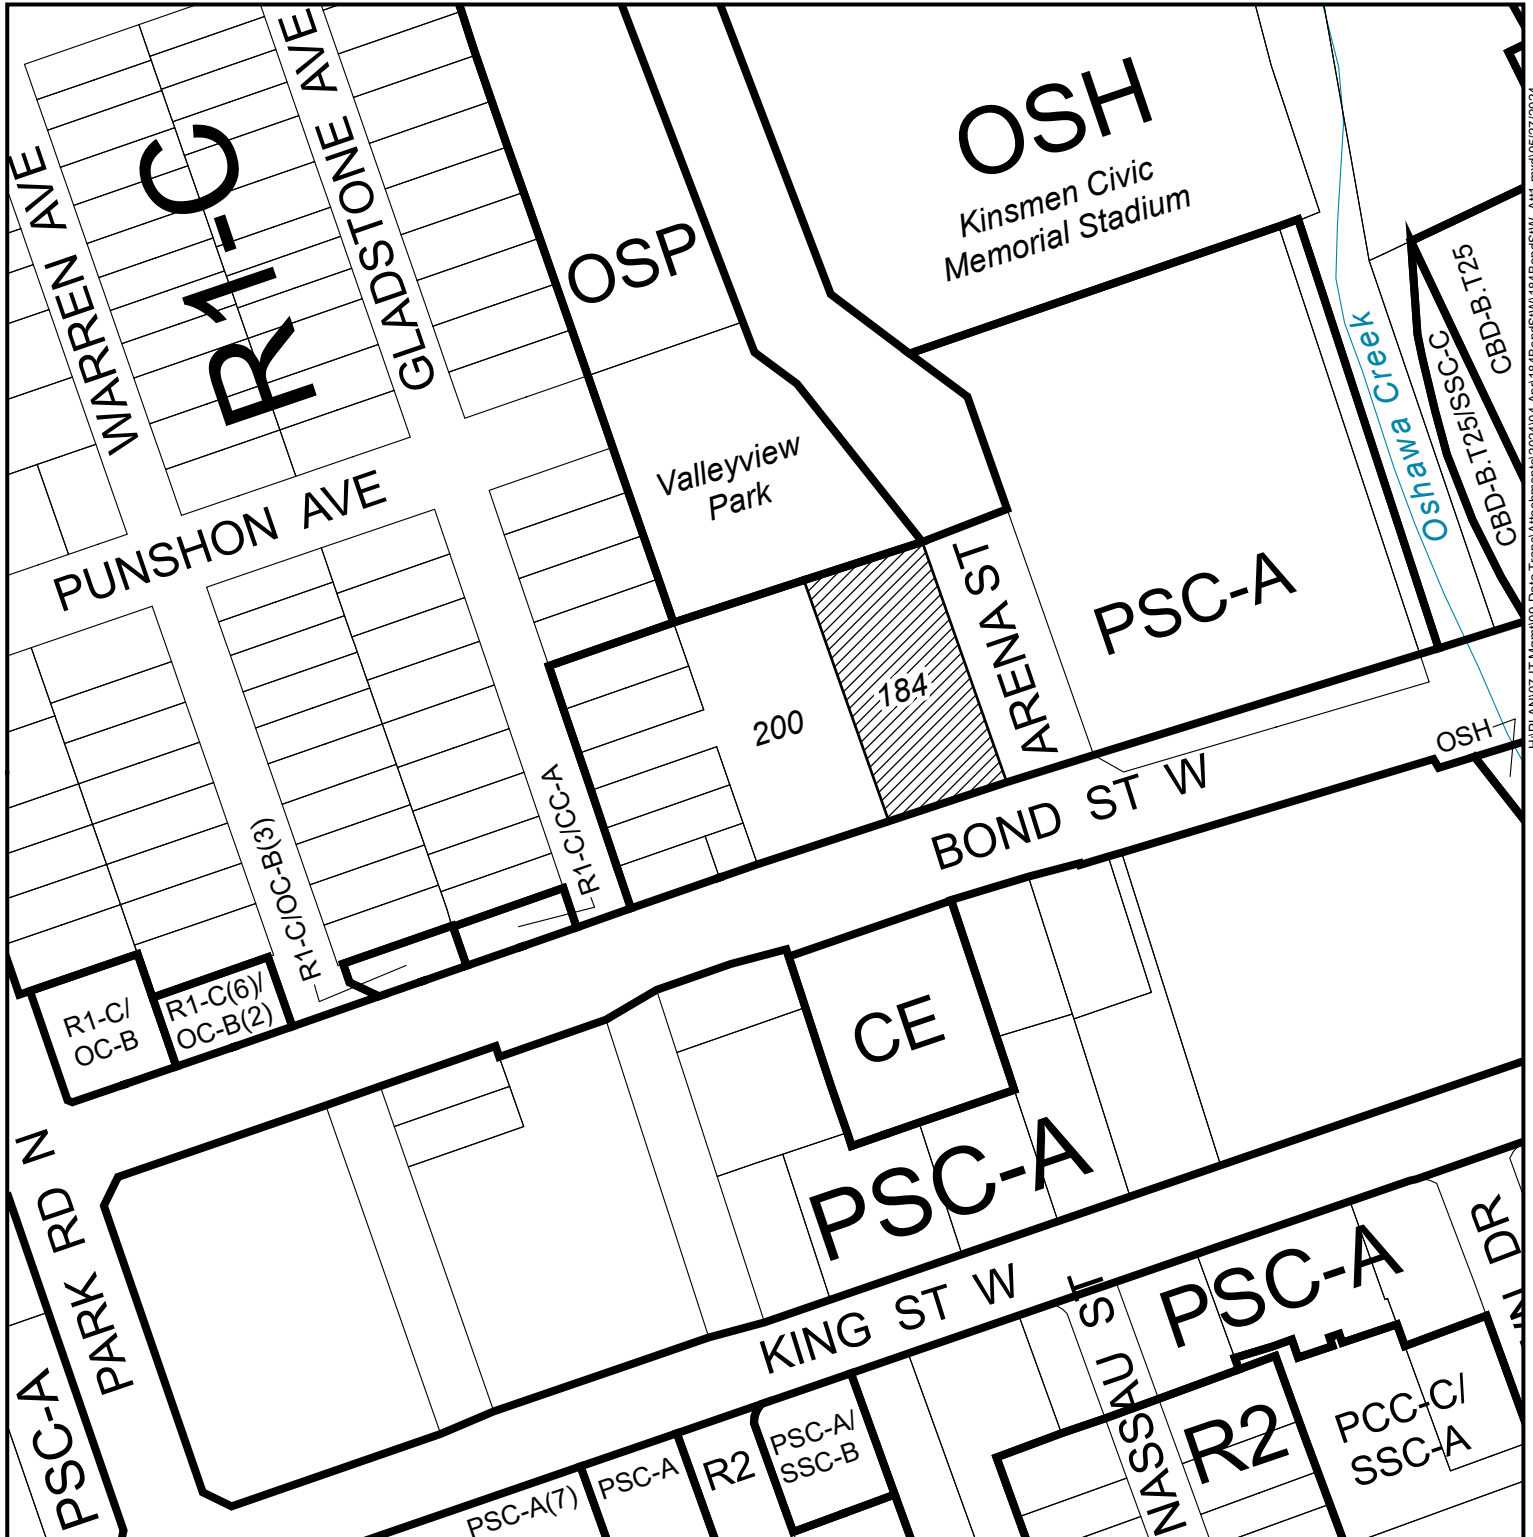 WARREN AVE
R1-C
GLADSTONE AVE
OSP
OSH
Kinsmen Civic
Memorial Stadium
CBD-B.T25
CBD-B.T25/SSC-C
Oshawa Creek
Valleyview
Park
PUNSHON AVE
ARENA ST
PSC-A
184
200
OSH
BOND ST W
R1-C/CC-A
R1-C/OC-B(3)
R1-C/
OC-B
R1-C(6)/
OC-B(2)
CE
PARK RD N
PSC-A
KING ST W
PSC-A
NASSAU ST
DR
PSC-A
PSC-A(7)
PSC-A
R2
PSC-A/
SSC-B
R2
PCC-C/
SSC-A